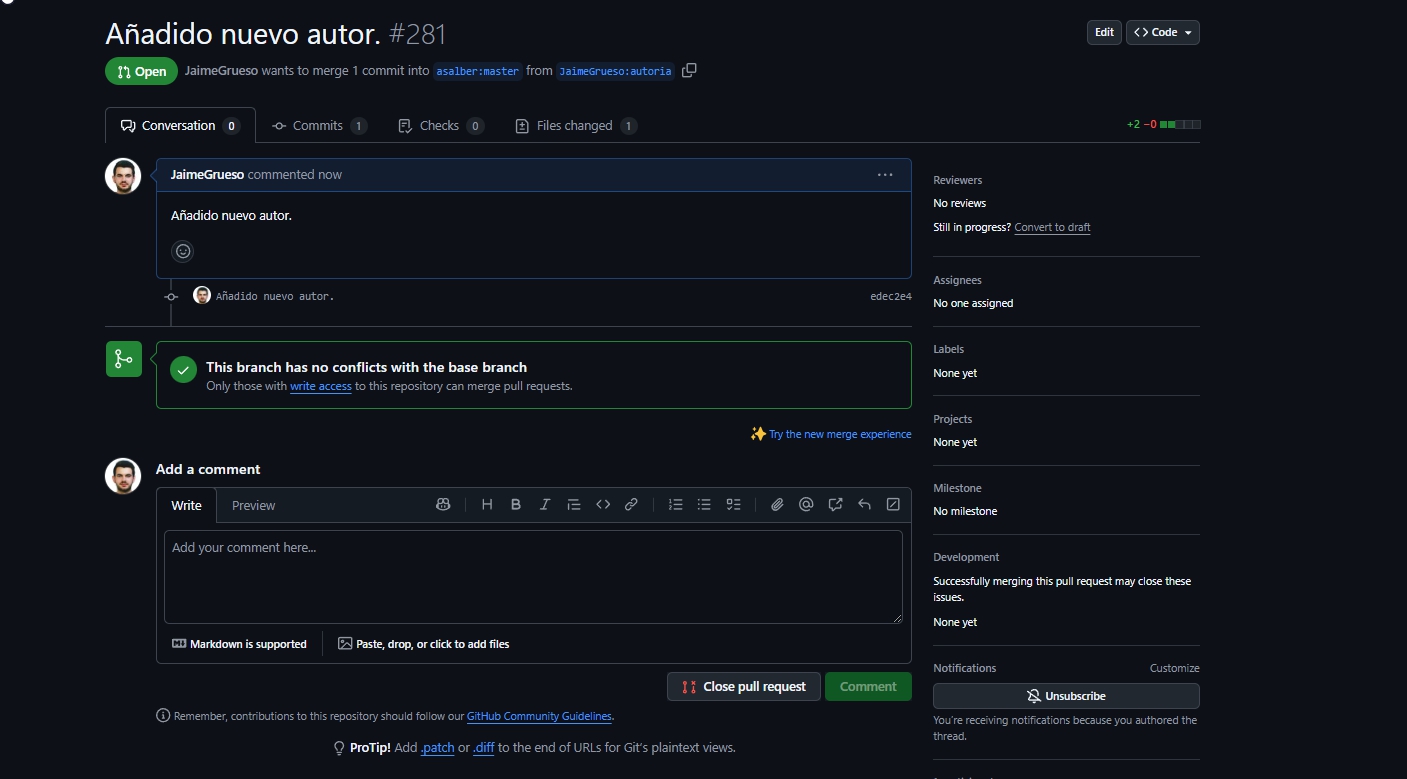 Añadido nuevo autor. #281
Edit
<> Code
Open
JaimeGrueso wants to merge 1 commit into asalber:master from JaimeGrueso:autoria
Conversation 0
Commits 1
Checks 0
Files changed 1
+2 −0
JaimeGrueso commented now
Añadido nuevo autor.
Añadido nuevo autor.
edec2e4
This branch has no conflicts with the base branch
Only those with write access to this repository can merge pull requests.
Try the new merge experience
Add a comment
Write
Preview
Add your comment here...
Markdown is supported
Paste, drop, or click to add files
Close pull request
Comment
Remember, contributions to this repository should follow our GitHub Community Guidelines.
ProTip! Add .patch or .diff to the end of URLs for Git's plaintext views.
Reviewers
No reviews
Still in progress? Convert to draft
Assignees
No one assigned
Labels
None yet
Projects
None yet
Milestone
No milestone
Development
Successfully merging this pull request may close these
issues.
None yet
Notifications
Customize
Unsubscribe
You're receiving notifications because you authored the
thread.